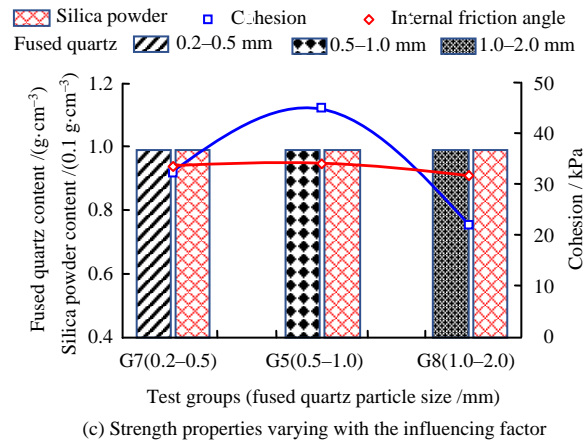 Silica powder Cohesion Internal friction angle
Fused quartz 0.2–0.5 mm 0.5–1.0 mm 1.0–2.0 mm
Fused quartz content /(g·cm⁻³)
Silica powder content /(0.1 g·cm⁻³)
1.2
1.0
0.8
0.6
0.4
50
40
30
20
10
0
Cohesion / kPa
G7(0.2–0.5) G5(0.5–1.0) G8(1.0–2.0)
Test groups (fused quartz particle size /mm)
(c) Strength properties varying with the influencing factor